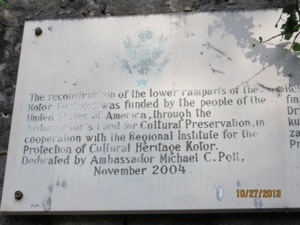 The reconstruction of the lower ramparts of the
Kotor Fortress was funded by the people of the
United States of America, through the
Ambassador's Fund for Cultural Preservation, in
cooperation with the Regional Institute for the
Protection of Cultural Heritage Kotor.
Dedicated by Ambassador Michael C. Polt,
November 2004
10/27/2013